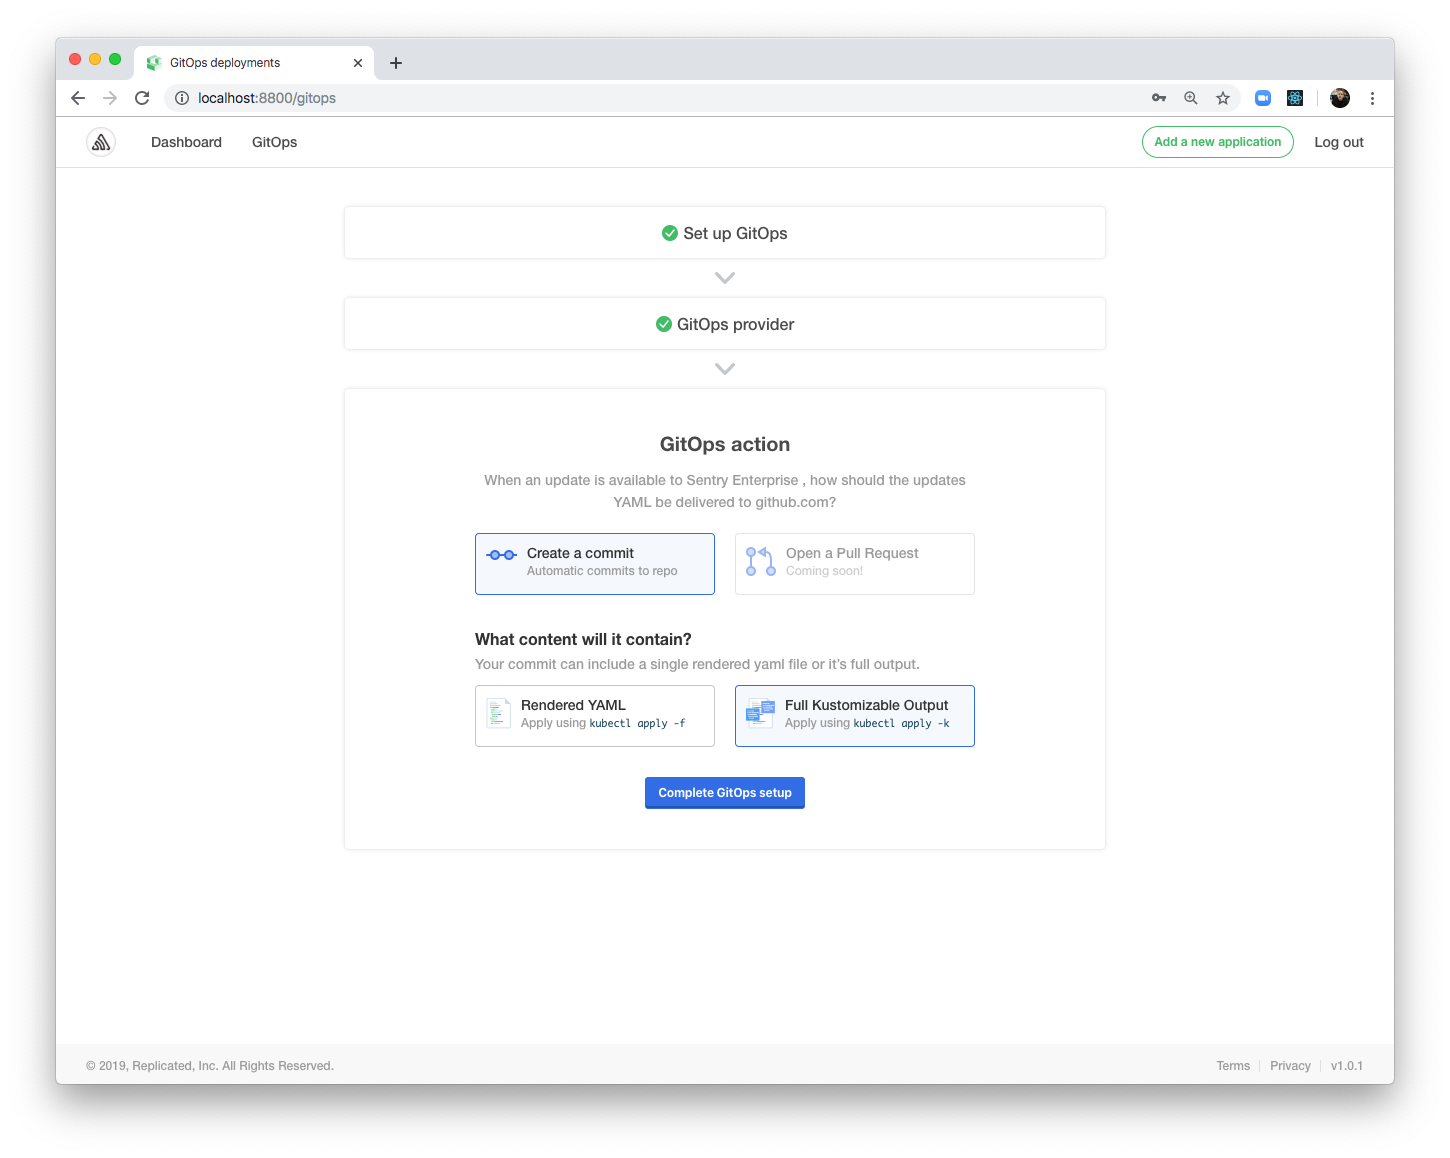 GitOps deployments
localhost:8800/gitops
Dashboard
GitOps
Add a new application
Log out
Set up GitOps
GitOps provider
GitOps action
When an update is available to Sentry Enterprise , how should the updates
YAML be delivered to github.com?
Create a commit
Automatic commits to repo
Open a Pull Request
Coming soon!
What content will it contain?
Your commit can include a single rendered yaml file or it’s full output.
Rendered YAML
Apply using kubectl apply -f
Full Kustomizable Output
Apply using kubectl apply -k
Complete GitOps setup
© 2019, Replicated, Inc. All Rights Reserved.
Terms
Privacy
v1.0.1